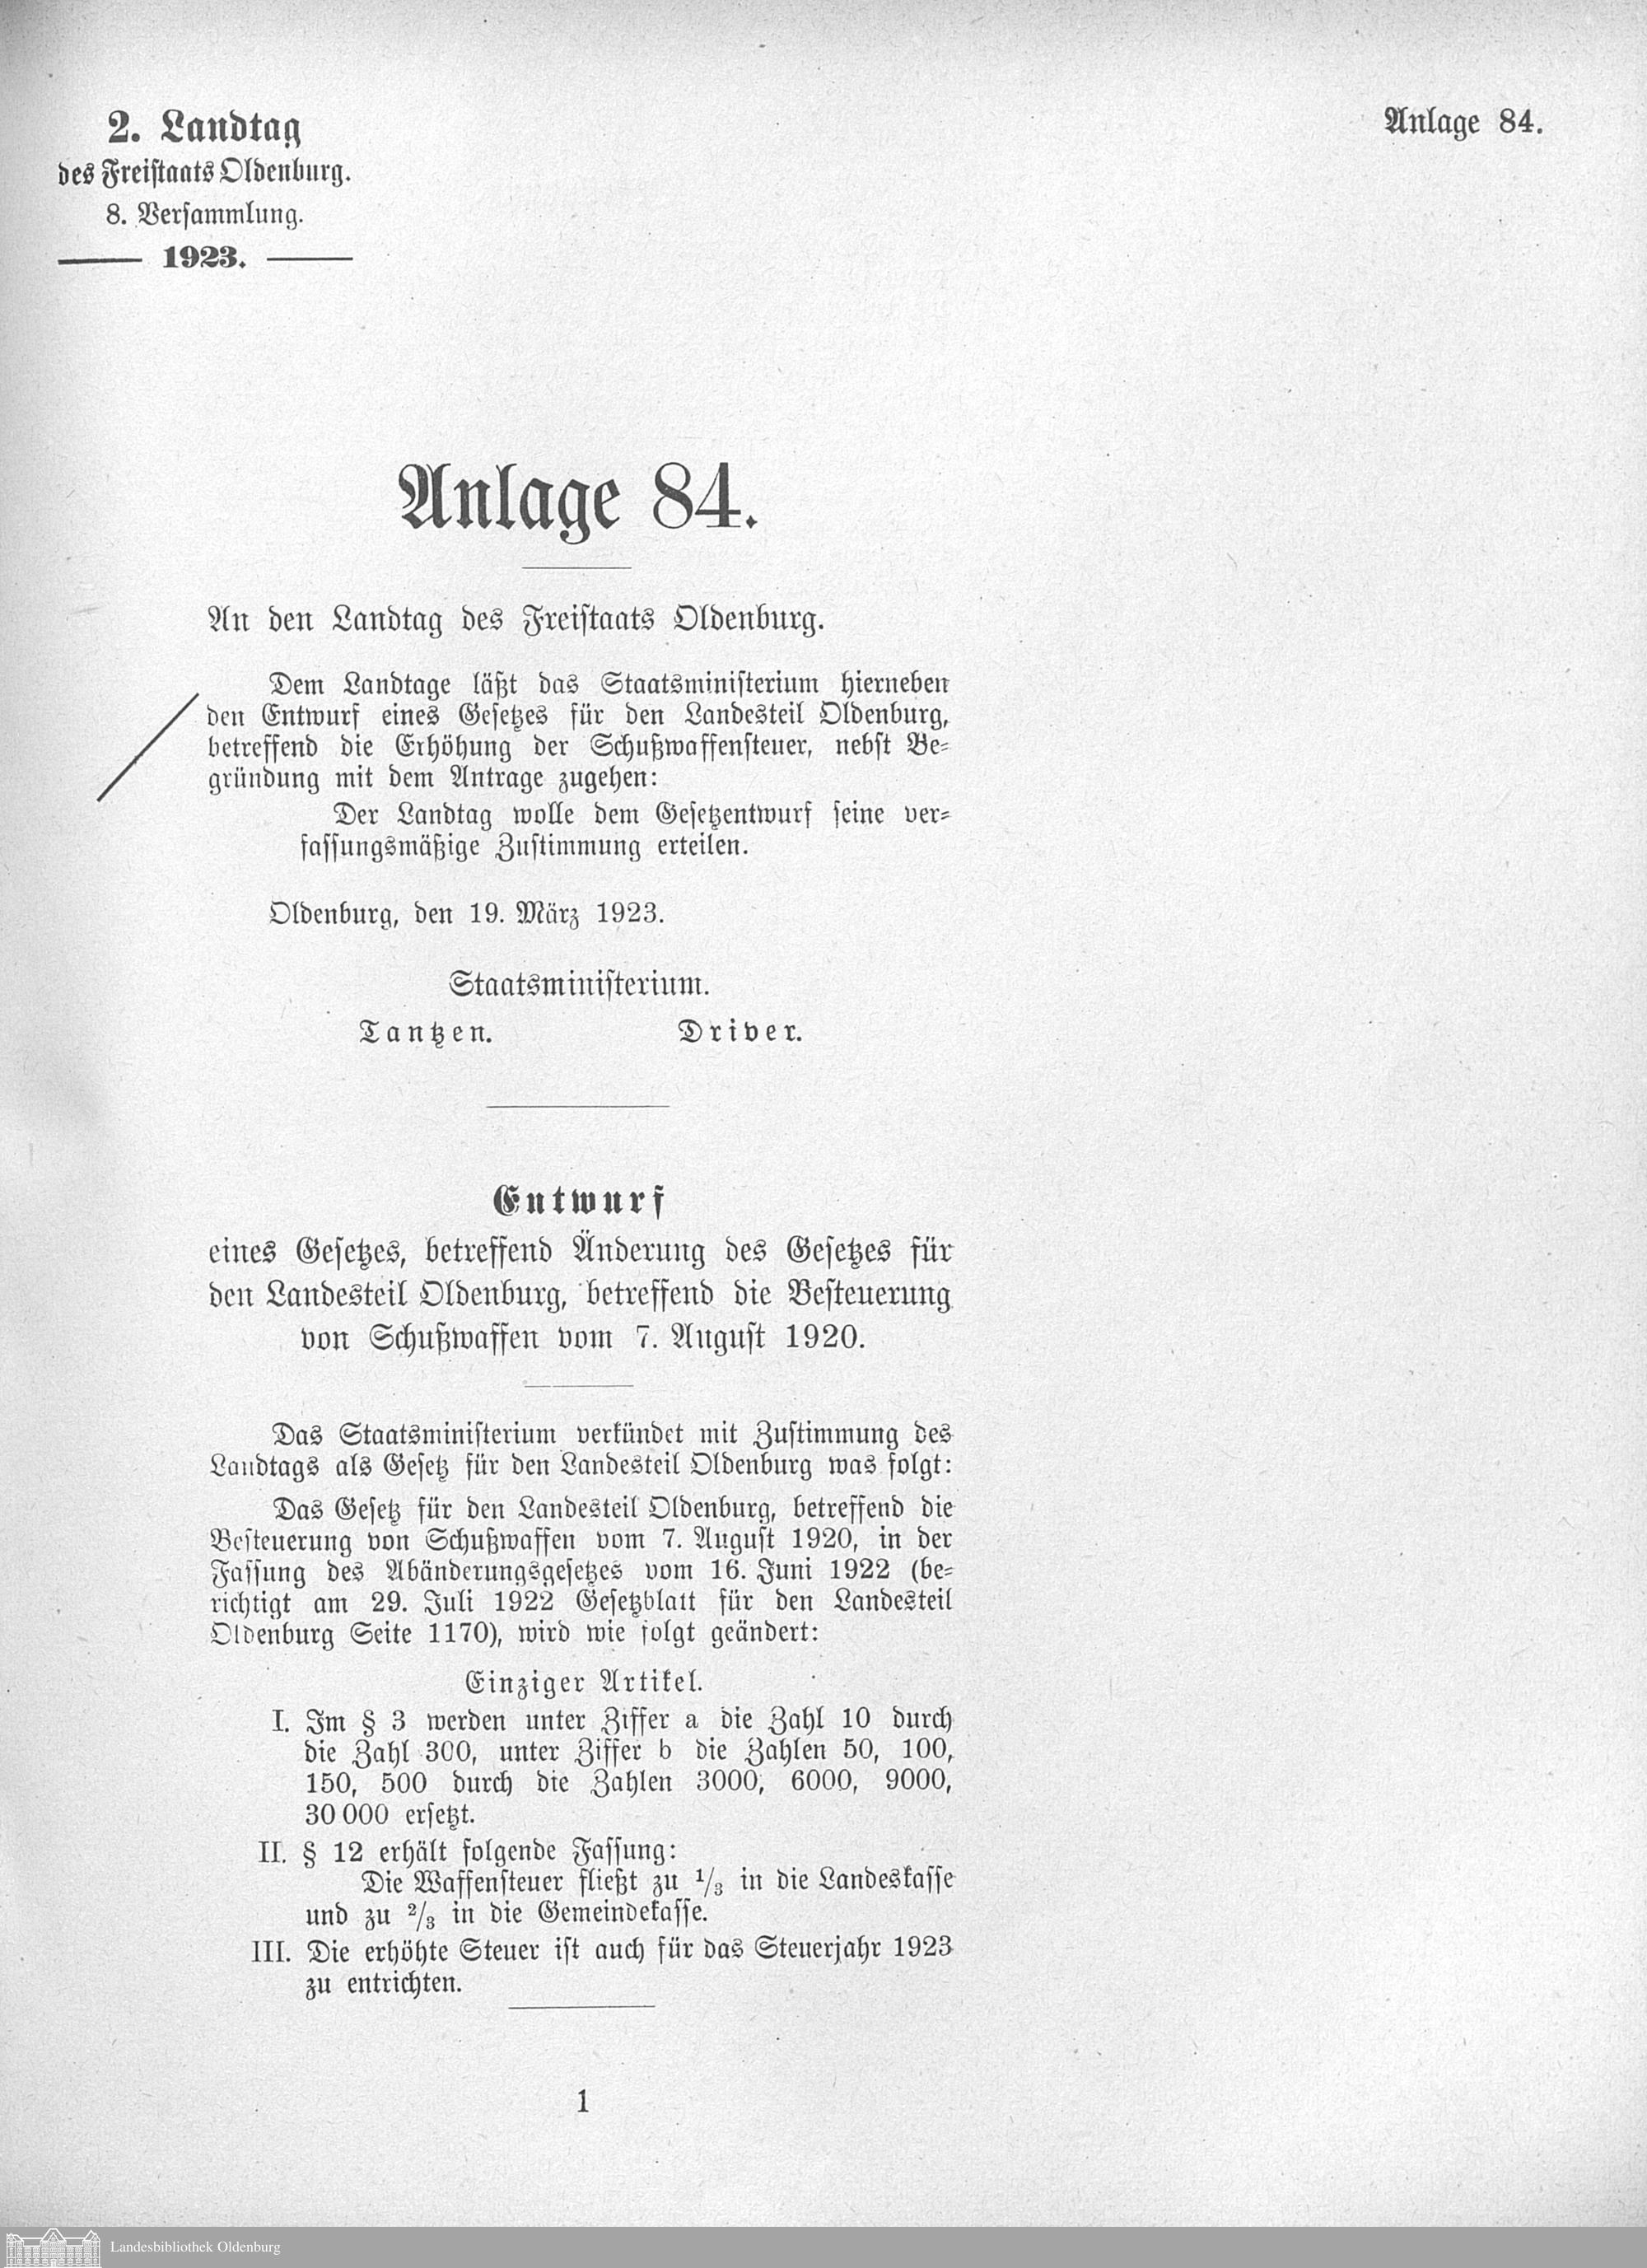 2. Landtag
des Freistaats Oldenburg.
8. Versammlung.
1923.
Anlage 84.
Anlage 84.
An den Landtag des Freistaats Oldenburg.
Dem Landtage läßt das Staatsministerium hierneben
den Entwurf eines Gesetzes für den Landesteil Oldenburg,
betreffend die Erhöhung der Schußwaffensteuer, nebst Be-
gründung mit dem Antrage zugehen:
Der Landtag wolle dem Gesetzentwurf seine ver-
fassungsmäßige Zustimmung erteilen.
Oldenburg, den 19. März 1923.
Staatsministerium.
Tantzen. Driver.
Entwurf
eines Gesetzes, betreffend Änderung des Gesetzes für
den Landesteil Oldenburg, betreffend die Besteuerung
von Schußwaffen vom 7. August 1920.
Das Staatsministerium verkündet mit Zustimmung des
Landtags als Gesetz für den Landesteil Oldenburg was folgt:
Das Gesetz für den Landesteil Oldenburg, betreffend die
Besteuerung von Schußwaffen vom 7. August 1920, in der
Fassung des Abänderungsgesetzes vom 16. Juni 1922 (be-
richtigt am 29. Juli 1922 Gesetzblatt für den Landesteil
Oldenburg Seite 1170), wird wie folgt geändert:
Einziger Artikel.
I. Im § 3 werden unter Ziffer a die Zahl 10 durch
die Zahl 300, unter Ziffer b die Zahlen 50, 100,
150, 500 durch die Zahlen 3000, 6000, 9000,
30 000 ersetzt.
II. § 12 erhält folgende Fassung:
Die Waffensteuer fließt zu 1/3 in die Landeskasse
und zu 2/3 in die Gemeindekasse.
III. Die erhöhte Steuer ist auch für das Steuerjahr 1923
zu entrichten.
1
Landesbibliothek Oldenburg